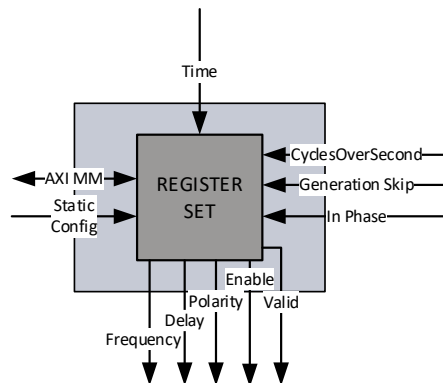 Time
CyclesOverSecond
AXI MM
REGISTER
SET
Generation Skip
Static
Config
In Phase
Enable
Polarity
Valid
Delay
Frequency